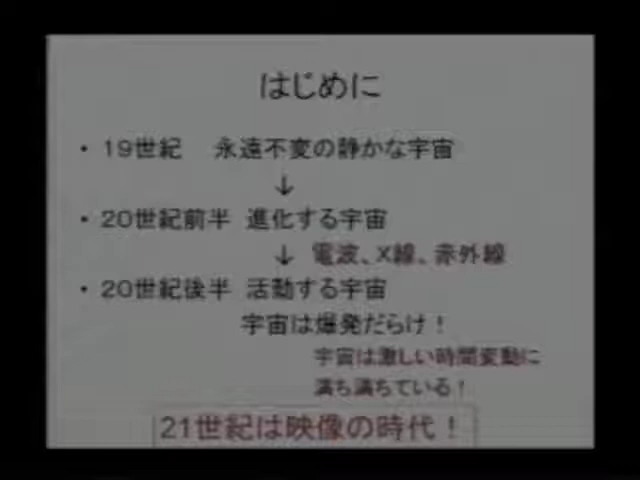 はじめに
・ 19世紀 永遠不変の静かな宇宙
↓
・ 20世紀前半 進化する宇宙
↓ 電波、X線、赤外線
・ 20世紀後半 活動する宇宙
宇宙は爆発だらけ！
宇宙は激しい時間変動に
満ち満ちている！
21世紀は映像の時代！